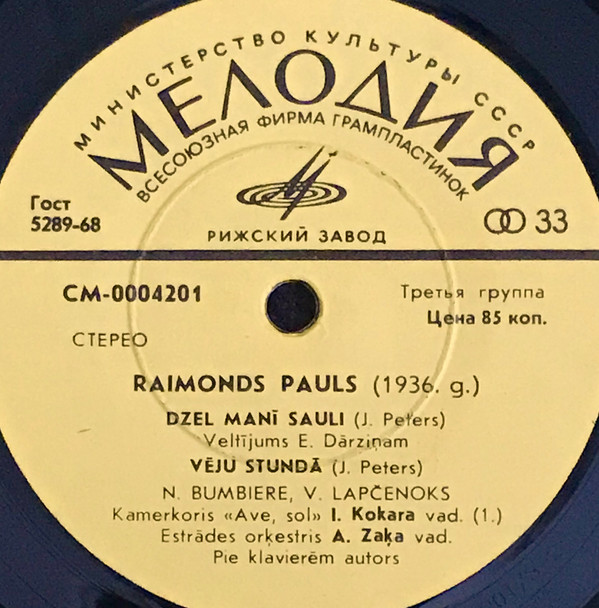 МИНИСТЕРСТВО КУЛЬТУРЫ СССР
МЕЛОДИЯ
ВСЕСОЮЗНАЯ ФИРМА ГРАМПЛАСТИНОК
Гост
5289-68
33
РИЖСКИЙ ЗАВОД
СМ-0004201
Третья группа
Цена 85 коп.
СТЕРЕО
RAIMONDS PAULS (1936. g.)
DZEL MANĪ SAULI (J. Peters)
Veltījums E. Dārziņam
VĒJU STUNDĀ (J. Peters)
N. BUMBIERE, V. LAPČENOKS
Kamerkoris «Ave, sol» I. Kokara vad. (1.)
Estrādes orķestris A. Zaķa vad.
Pie klavierēm autors